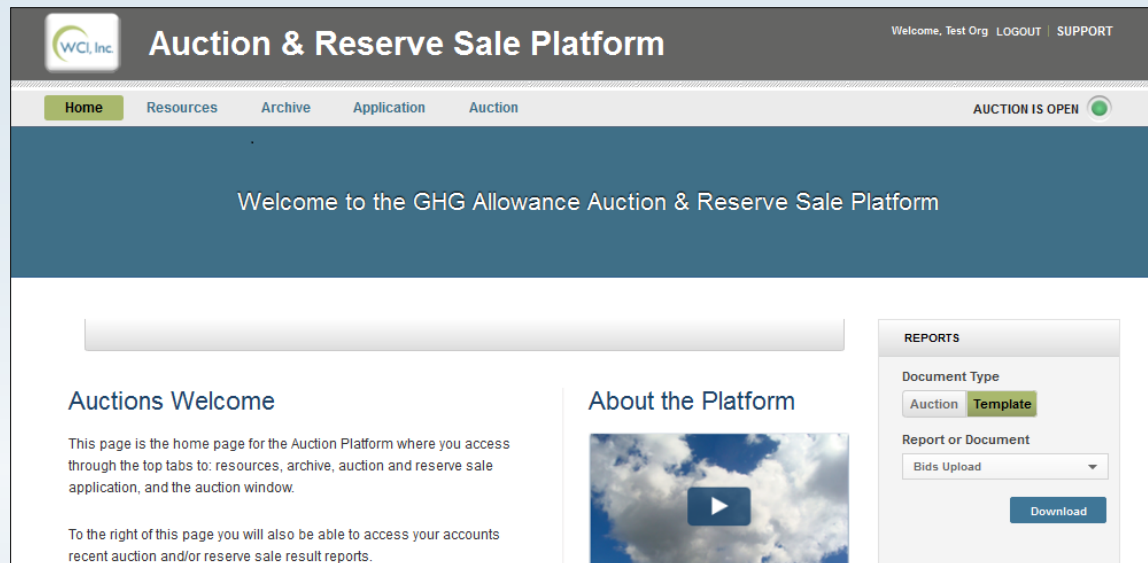 WCI, Inc.
Auction & Reserve Sale Platform
Welcome, Test Org LOGOUT | SUPPORT
Home Resources Archive Application Auction
AUCTION IS OPEN
Welcome to the GHG Allowance Auction & Reserve Sale Platform
Auctions Welcome
This page is the home page for the Auction Platform where you access
through the top tabs to: resources, archive, auction and reserve sale
application, and the auction window.
To the right of this page you will also be able to access your accounts
recent auction and/or reserve sale result reports.
About the Platform
REPORTS
Document Type
Auction Template
Report or Document
Bids Upload
Download